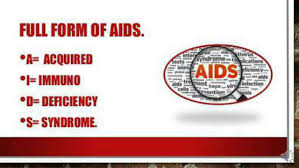 FULL FORM OF AIDS.
•A= ACQUIRED
•I= IMMUNO
•D= DEFICIENCY
•S= SYNDROME.
AIDS